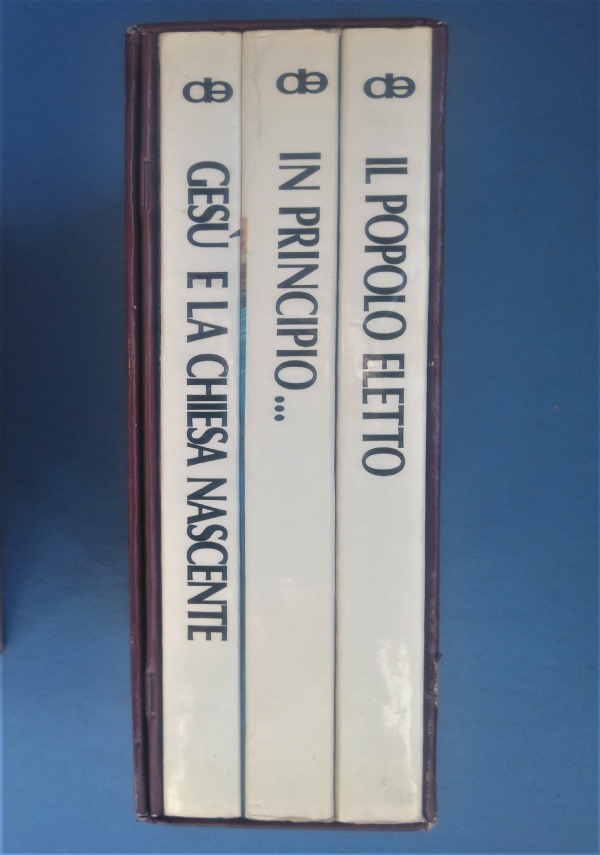 de
GESÙ E LA CHIESA NASCENTE
de
IN PRINCIPIO...
de
IL POPOLO ELETTO